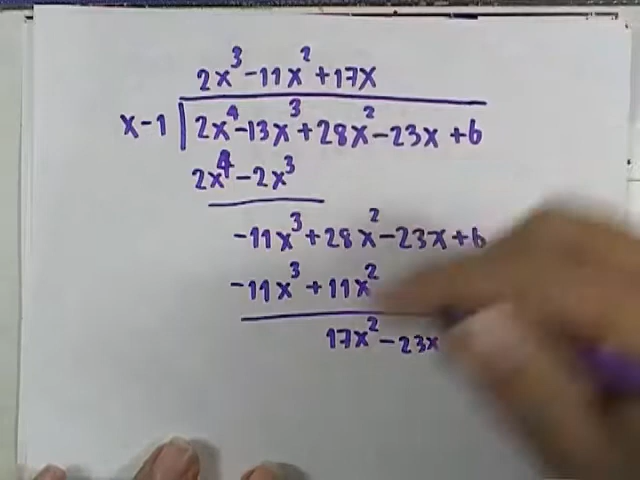 2x³-11x²+17x
x-1 2x⁴-13x³+28x²-23x+6
2x⁴-2x³
-11x³+28x²-23x+6
-11x³+11x²
17x²-23x